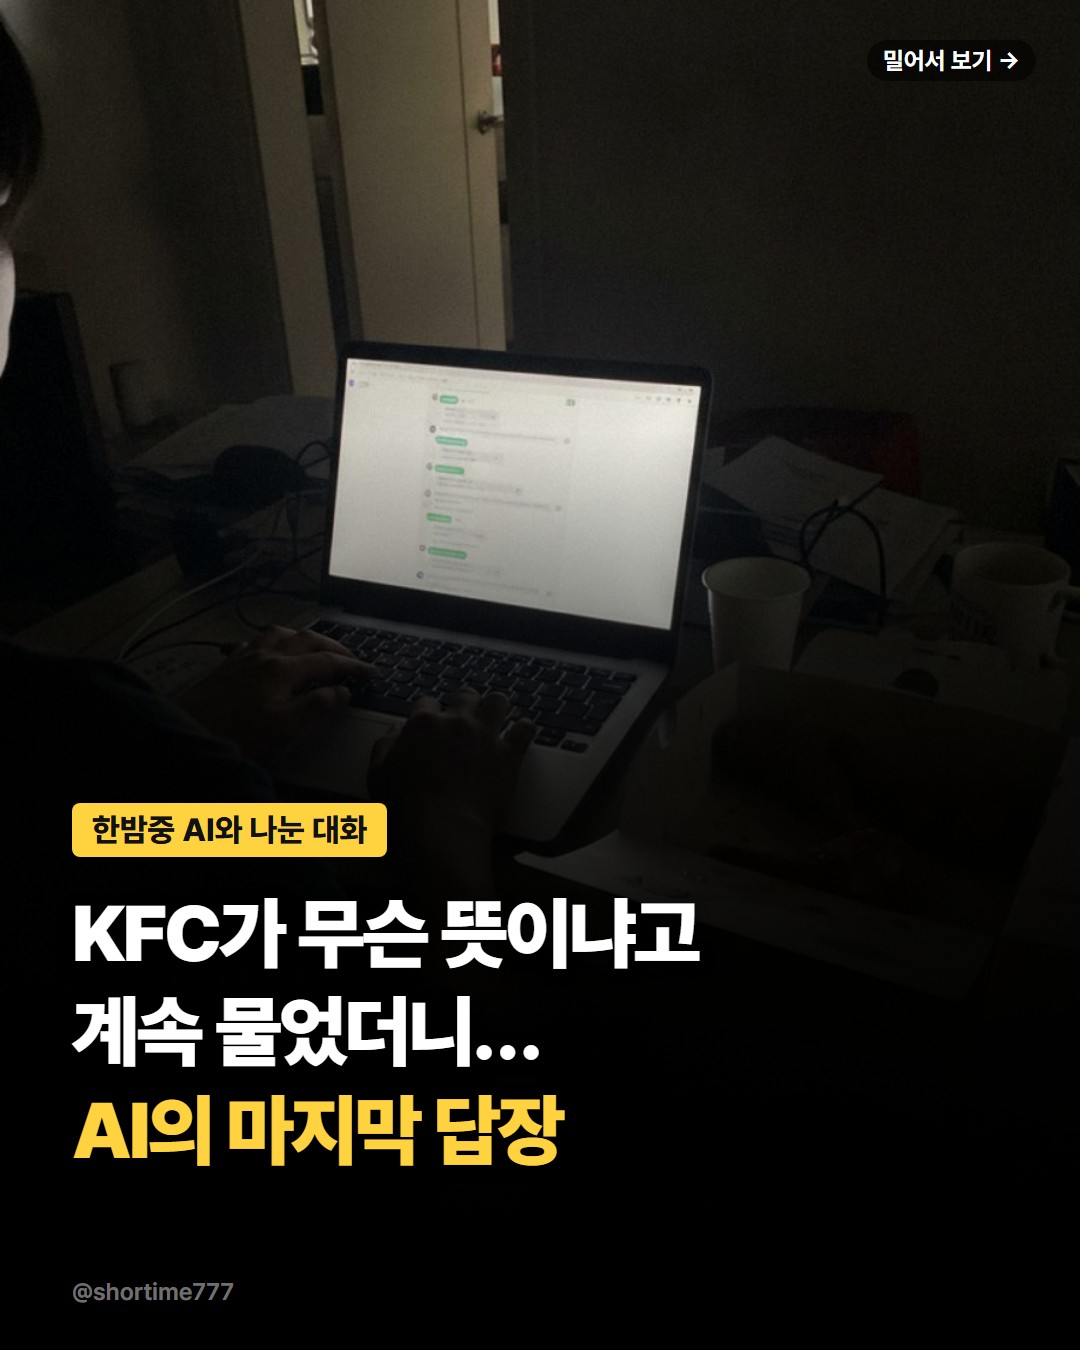 밀어서 보기 →
한밤중 AI와 나눈 대화
KFC가 무슨 뜻이냐고
계속 물었더니...
AI의 마지막 답장
@shortime777